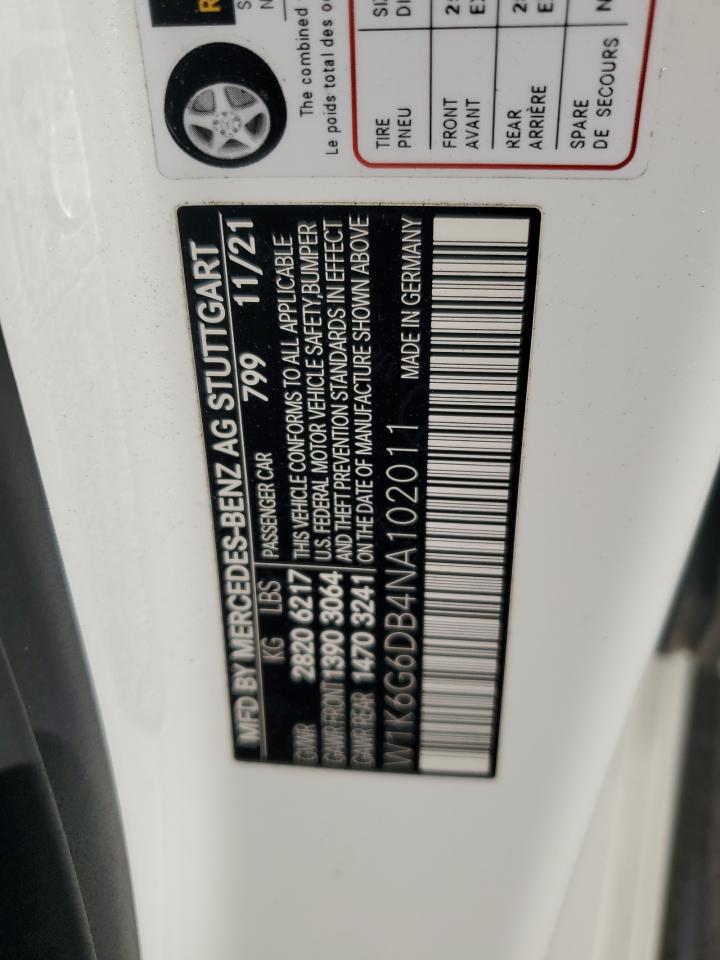 The combined
Le poids total des
TIRE
PNEU
FRONT
AVANT
REAR
ARRIÈRE
SPARE
DE SECOURS
MFD BY MERCEDES-BENZ AG STUTTGART
KG LBS PASSENGER CAR 799 11/21
GVWR 2820 6217 THIS VEHICLE CONFORMS TO ALL APPLICABLE
GAWR FRONT 1390 3064 U.S. FEDERAL MOTOR VEHICLE SAFETY, BUMPER
GAWR REAR 1470 3241 AND THEFT PREVENTION STANDARDS IN EFFECT
ON THE DATE OF MANUFACTURE SHOWN ABOVE
W1K6G6DB4NA102011 MADE IN GERMANY